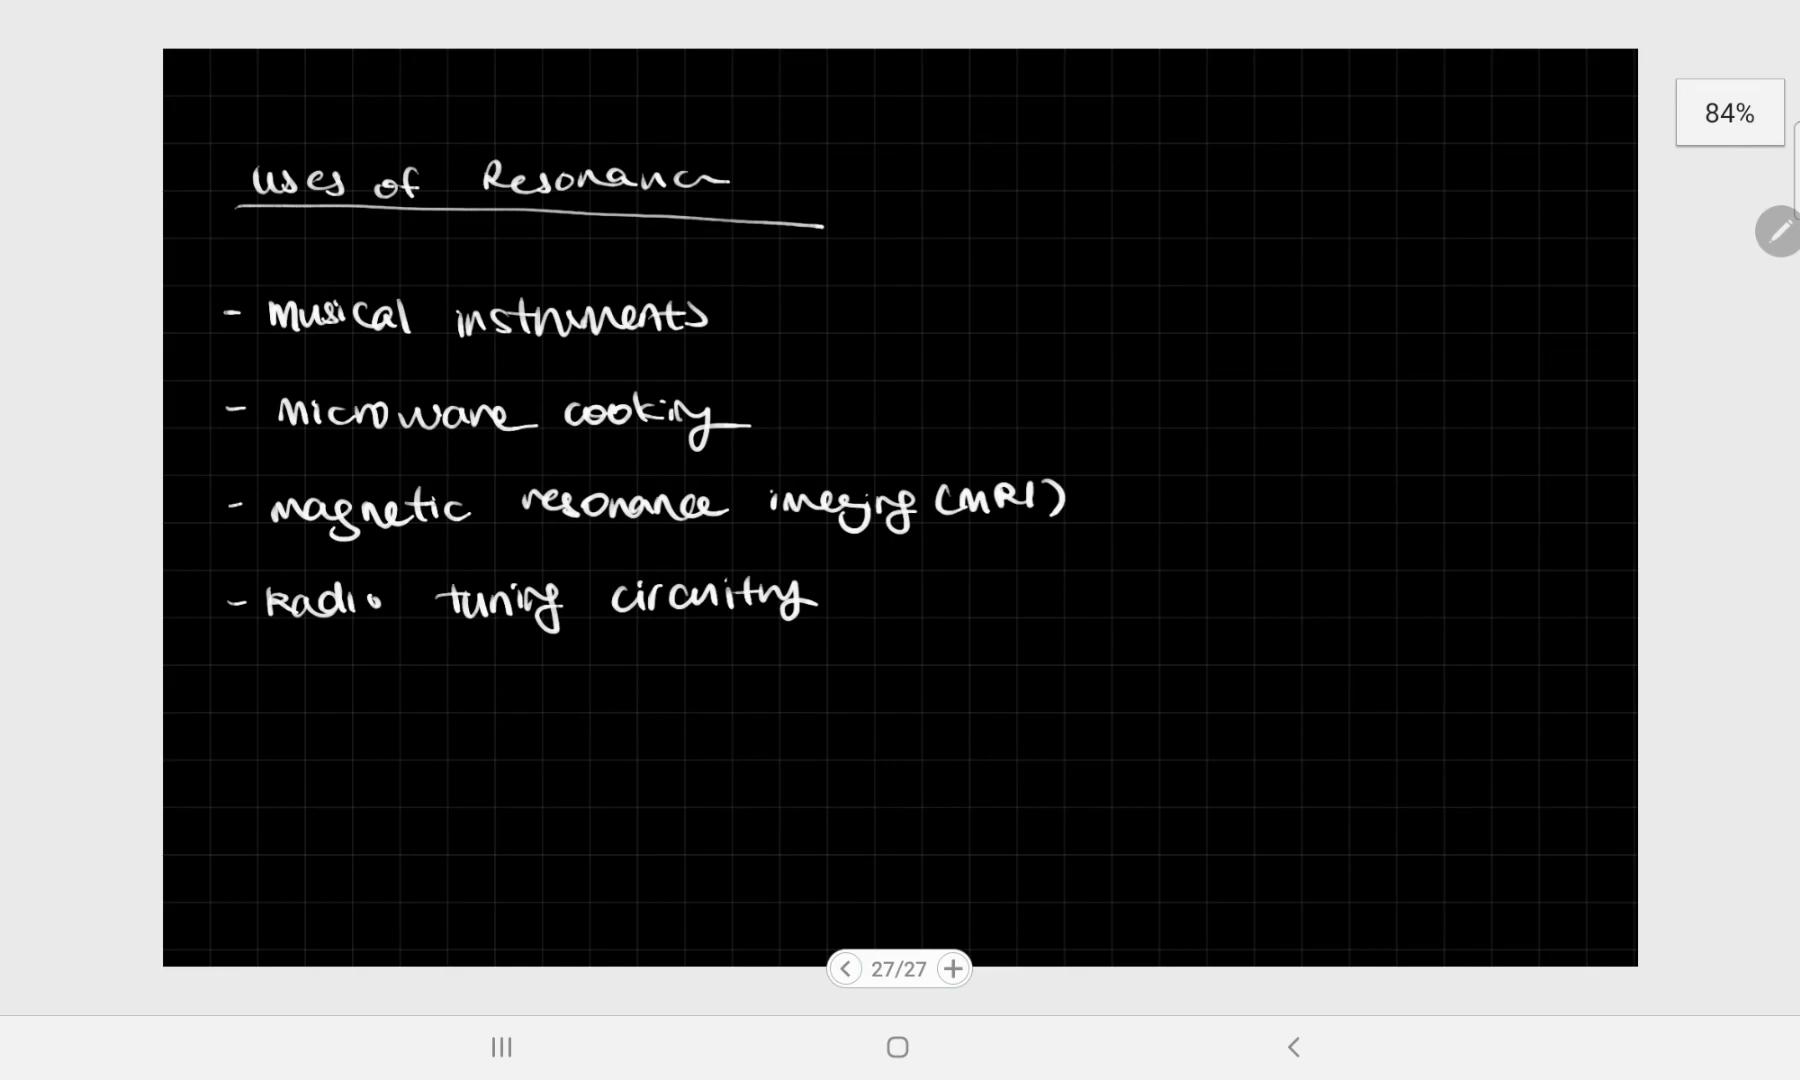 84%
Uses of Resonance
- Musical instruments
- Microwave cooking
- magnetic resonance imaging (MRI)
- Radio tuning circuitry
27/27